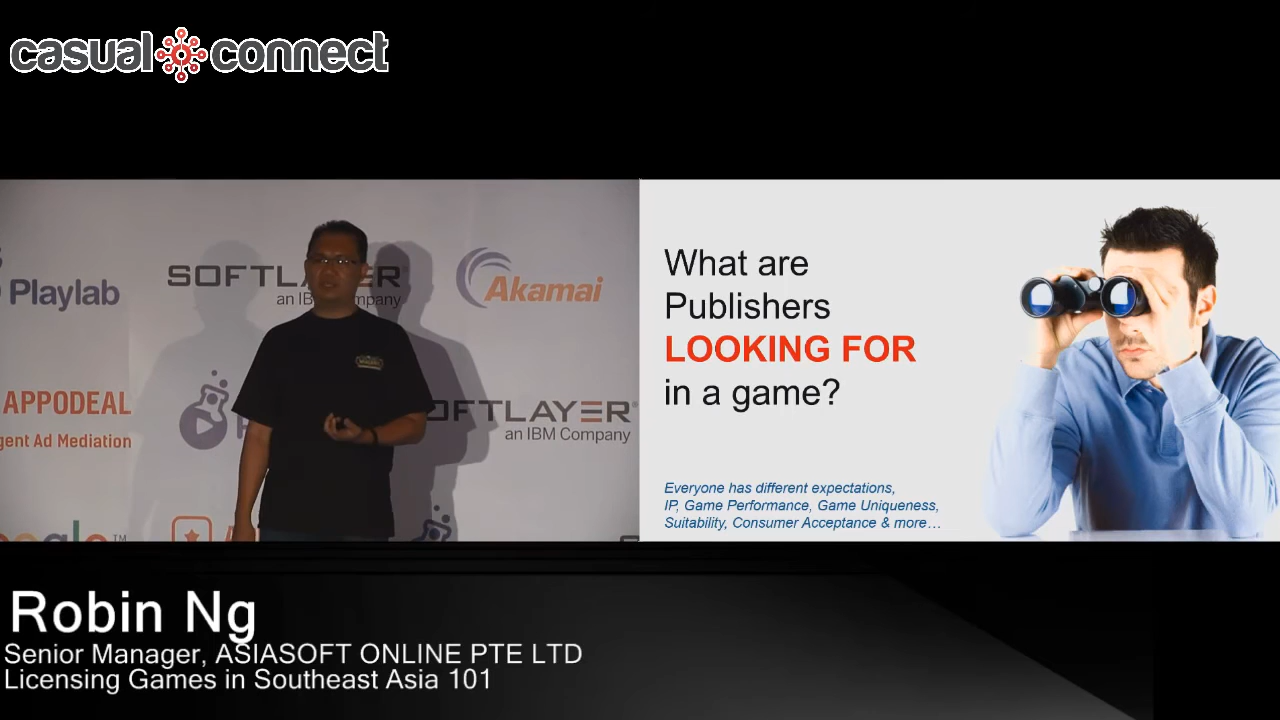 casual connect
Playlab
SOFTLAYER
an IBM Company
Akamai
APPODEAL
gent Ad Mediation
SOFTLAYER®
an IBM Company
What are
Publishers
LOOKING FOR
in a game?
Everyone has different expectations,
IP, Game Performance, Game Uniqueness,
Suitability, Consumer Acceptance & more…
Robin Ng
Senior Manager, ASIASOFT ONLINE PTE LTD
Licensing Games in Southeast Asia 101